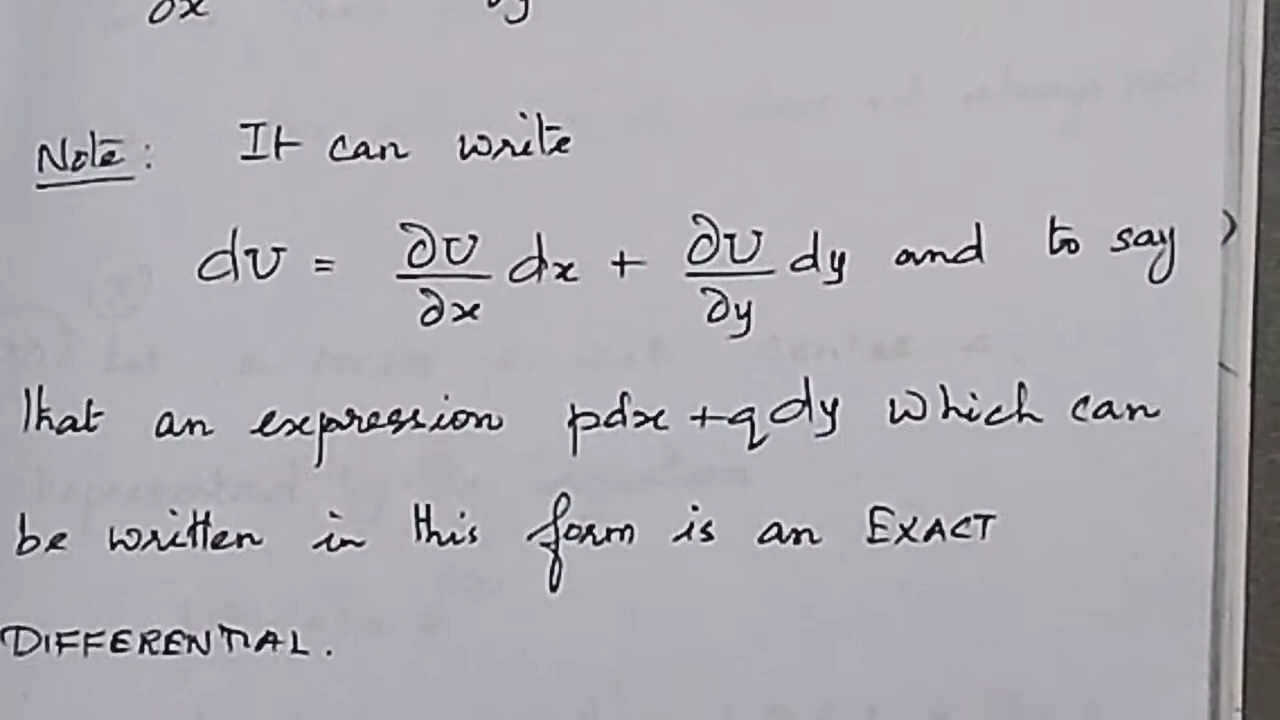 ∂x ∂y
Note: It can write
dU = ∂U/∂x dx + ∂U/∂y dy and to say
that an expression pdx + q dy which can
be written in this form is an EXACT
DIFFERENTIAL.